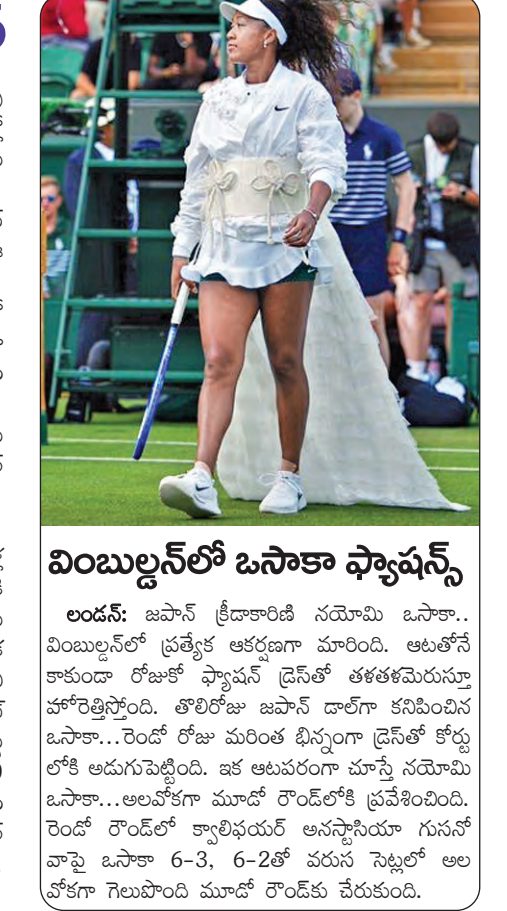 వింబుల్డన్‌లో ఒసాకా ఫ్యాషన్స్
లండన్: జపాన్ క్రీడాకారిణి నయోమి ఒసాకా..
వింబుల్డన్‌లో ప్రత్యేక ఆకర్షణగా మారింది. ఆటతోనే
కాకుండా రోజుకో ఫ్యాషన్ డ్రెస్‌తో తళతళమెరుస్తూ
హోరెత్తిస్తోంది. తొలిరోజు జపాన్ డాల్‌గా కనిపించిన
ఒసాకా...రెండో రోజు మరింత భిన్నంగా డ్రెస్‌తో కోర్టు
లోకి అడుగుపెట్టింది. ఇక ఆటపరంగా చూస్తే నయోమి
ఒసాకా...అలవోకగా మూడో రౌండ్‌లోకి ప్రవేశించింది.
రెండో రౌండ్‌లో క్వాలిఫయర్ అనస్టాసియా గుసనో
వాపై ఒసాకా 6-3, 6-2తో వరుస సెట్లలో అల
వోకగా గెలుపొంది మూడో రౌండ్‌కు చేరుకుంది.